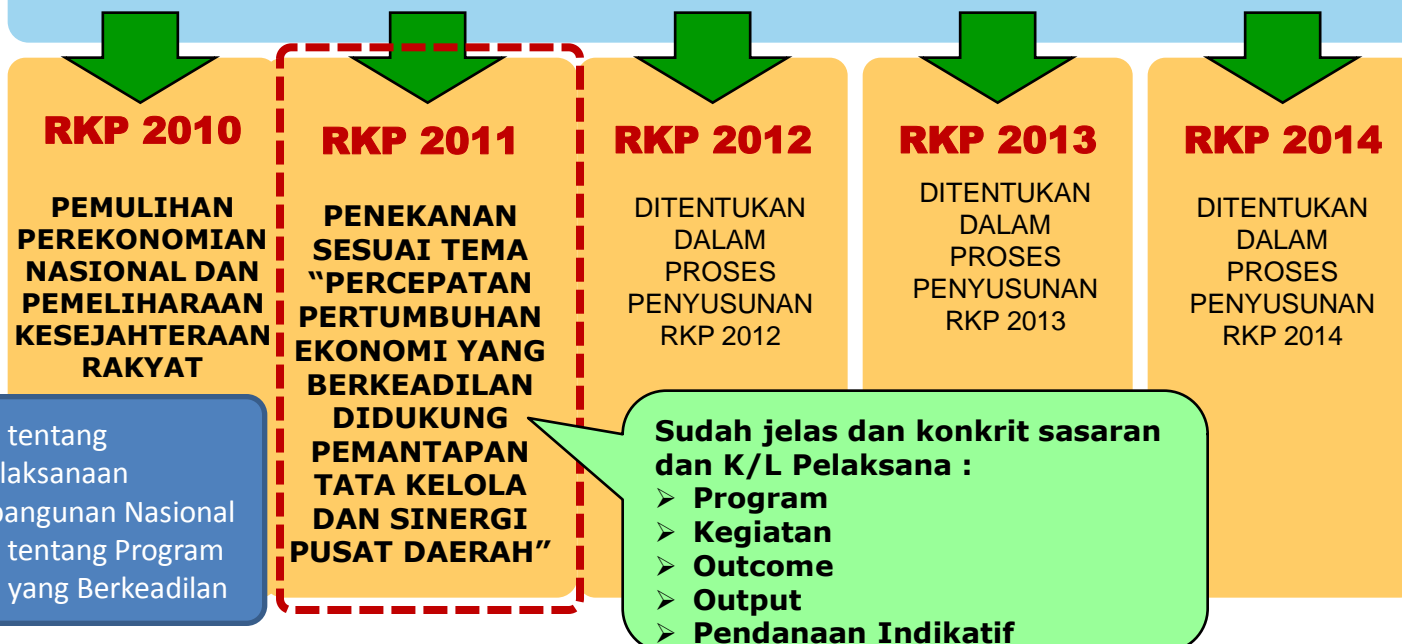 RKP 2010
PEMULIHAN
PEREKONOMIAN
NASIONAL DAN
PEMELIHARAAN
KESEJAHTERAAN
RAKYAT
RKP 2011
PENEKANAN
SESUAI TEMA
“PERCEPATAN
PERTUMBUHAN
EKONOMI YANG
BERKEADILAN
DIDUKUNG
PEMANTAPAN
TATA KELOLA
DAN SINERGI
PUSAT DAERAH”
RKP 2012
DITENTUKAN
DALAM
PROSES
PENYUSUNAN
RKP 2012
RKP 2013
DITENTUKAN
DALAM
PROSES
PENYUSUNAN
RKP 2013
RKP 2014
DITENTUKAN
DALAM
PROSES
PENYUSUNAN
RKP 2014
tentang
laksanaan
bangunan Nasional
tentang Program
yang Berkeadilan
Sudah jelas dan konkrit sasaran
dan K/L Pelaksana :
➢ Program
➢ Kegiatan
➢ Outcome
➢ Output
➢ Pendanaan Indikatif